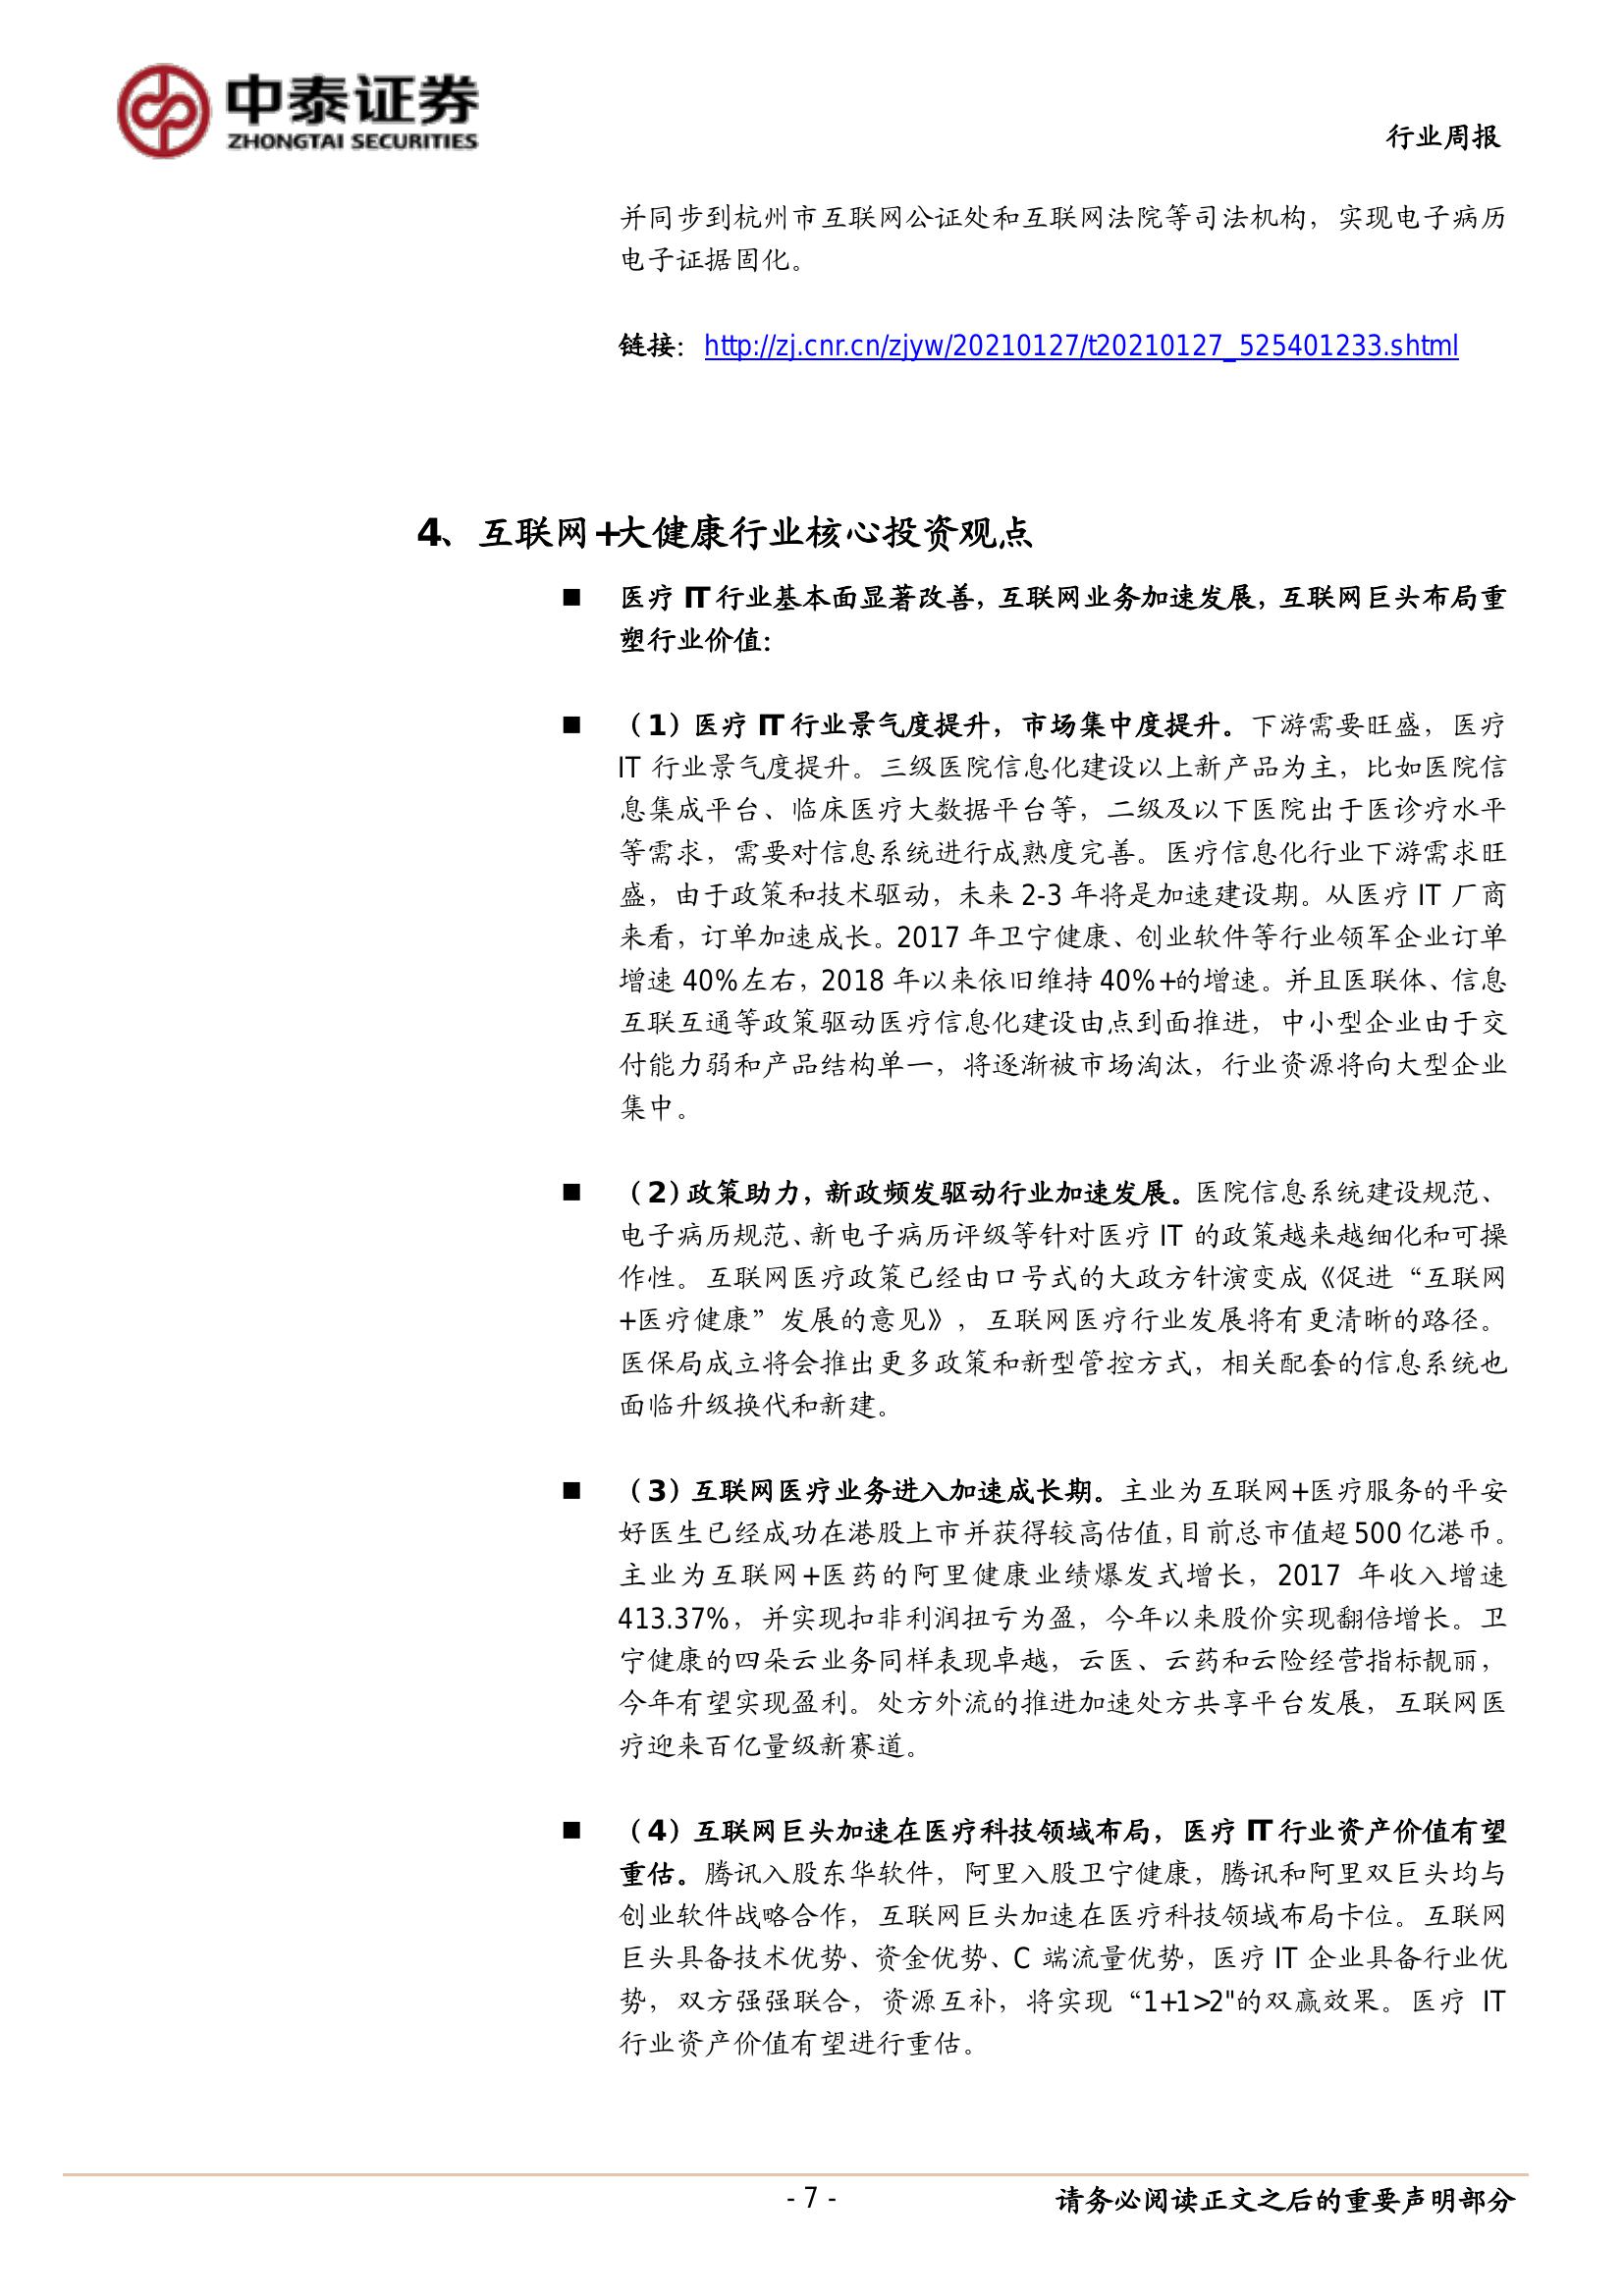 中泰证券
ZHONGTAI SECURITIES
行业周报
并同步到杭州市互联网公证处和互联网法院等司法机构，实现电子病历
电子证据固化。
链接：http://zj.cnr.cn/zjyw/20210127/t20210127_525401233.shtml
4、互联网+大健康行业核心投资观点
■ 医疗 IT 行业基本面显著改善，互联网业务加速发展，互联网巨头布局重
塑行业价值：
■ （1）医疗 IT 行业景气度提升，市场集中度提升。下游需要旺盛，医疗
IT 行业景气度提升。三级医院信息化建设以上新产品为主，比如医院信
息集成平台、临床医疗大数据平台等，二级及以下医院出于医诊疗水平
等需求，需要对信息系统进行成熟度完善。医疗信息化行业下游需求旺
盛，由于政策和技术驱动，未来 2-3 年将是加速建设期。从医疗 IT 厂商
来看，订单加速成长。2017 年卫宁健康、创业软件等行业领军企业订单
增速 40%左右，2018 年以来依旧维持 40%+的增速。并且医联体、信息
互联互通等政策驱动医疗信息化建设由点到面推进，中小型企业由于交
付能力弱和产品结构单一，将逐渐被市场淘汰，行业资源将向大型企业
集中。
■ （2）政策助力，新政频发驱动行业加速发展。医院信息系统建设规范、
电子病历规范、新电子病历评级等针对医疗 IT 的政策越来越细化和可操
作性。互联网医疗政策已经由口号式的大政方针演变成《促进“互联网
+医疗健康”发展的意见》，互联网医疗行业发展将有更清晰的路径。
医保局成立将会推出更多政策和新型管控方式，相关配套的信息系统也
面临升级换代和新建。
■ （3）互联网医疗业务进入加速成长期。主业为互联网+医疗服务的平安
好医生已经成功在港股上市并获得较高估值，目前总市值超 500 亿港币。
主业为互联网+医药的阿里健康业绩爆发式增长，2017 年收入增速
413.37%，并实现扣非利润扭亏为盈，今年以来股价实现翻倍增长。卫
宁健康的四朵云业务同样表现卓越，云医、云药和云险经营指标靓丽，
今年有望实现盈利。处方外流的推进加速处方共享平台发展，互联网医
疗迎来百亿量级新赛道。
■ （4）互联网巨头加速在医疗科技领域布局，医疗 IT 行业资产价值有望
重估。腾讯入股东华软件，阿里入股卫宁健康，腾讯和阿里双巨头均与
创业软件战略合作，互联网巨头加速在医疗科技领域布局卡位。互联网
巨头具备技术优势、资金优势、C 端流量优势，医疗 IT 企业具备行业优
势，双方强强联合，资源互补，将实现“1+1>2"的双赢效果。医疗 IT
行业资产价值有望进行重估。
- 7 -
请务必阅读正文之后的重要声明部分